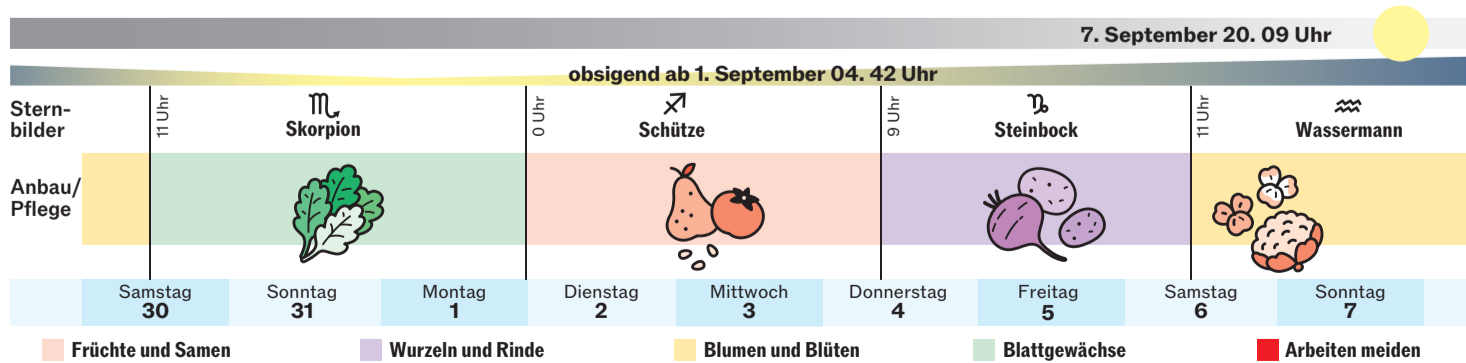 7. September 20. 09 Uhr
obsigend ab 1. September 04. 42 Uhr
Stern-
bilder
11 Uhr
Skorpion
0 Uhr
Schütze
9 Uhr
Steinbock
11 Uhr
Wassermann
Anbau/
Pflege
Samstag
30
Sonntag
31
Montag
1
Dienstag
2
Mittwoch
3
Donnerstag
4
Freitag
5
Samstag
6
Sonntag
7
Früchte und Samen
Wurzeln und Rinde
Blumen und Blüten
Blattgewächse
Arbeiten meiden